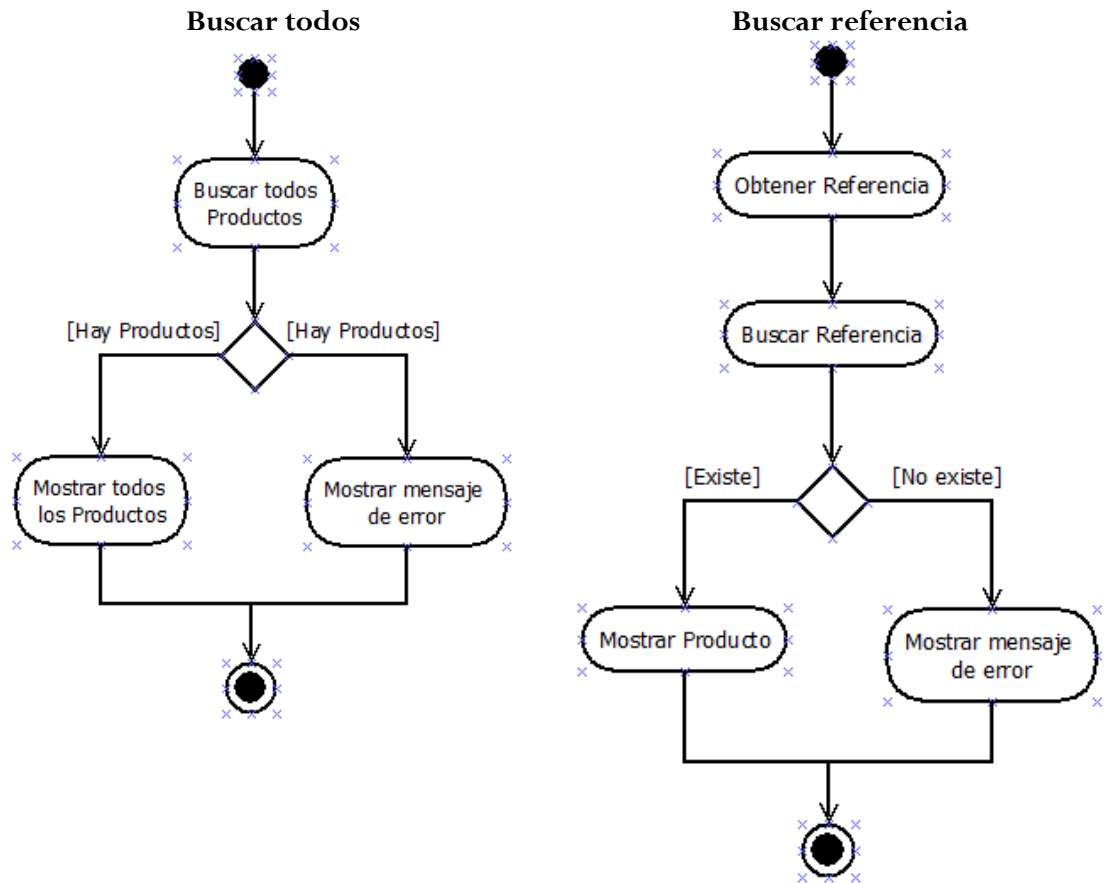 Buscar todos
Buscar todos
Productos
[Hay Productos]
[Hay Productos]
Mostrar todos
los Productos
Mostrar mensaje
de error
Buscar referencia
Obtener Referencia
Buscar Referencia
[Existe]
[No existe]
Mostrar Producto
Mostrar mensaje
de error